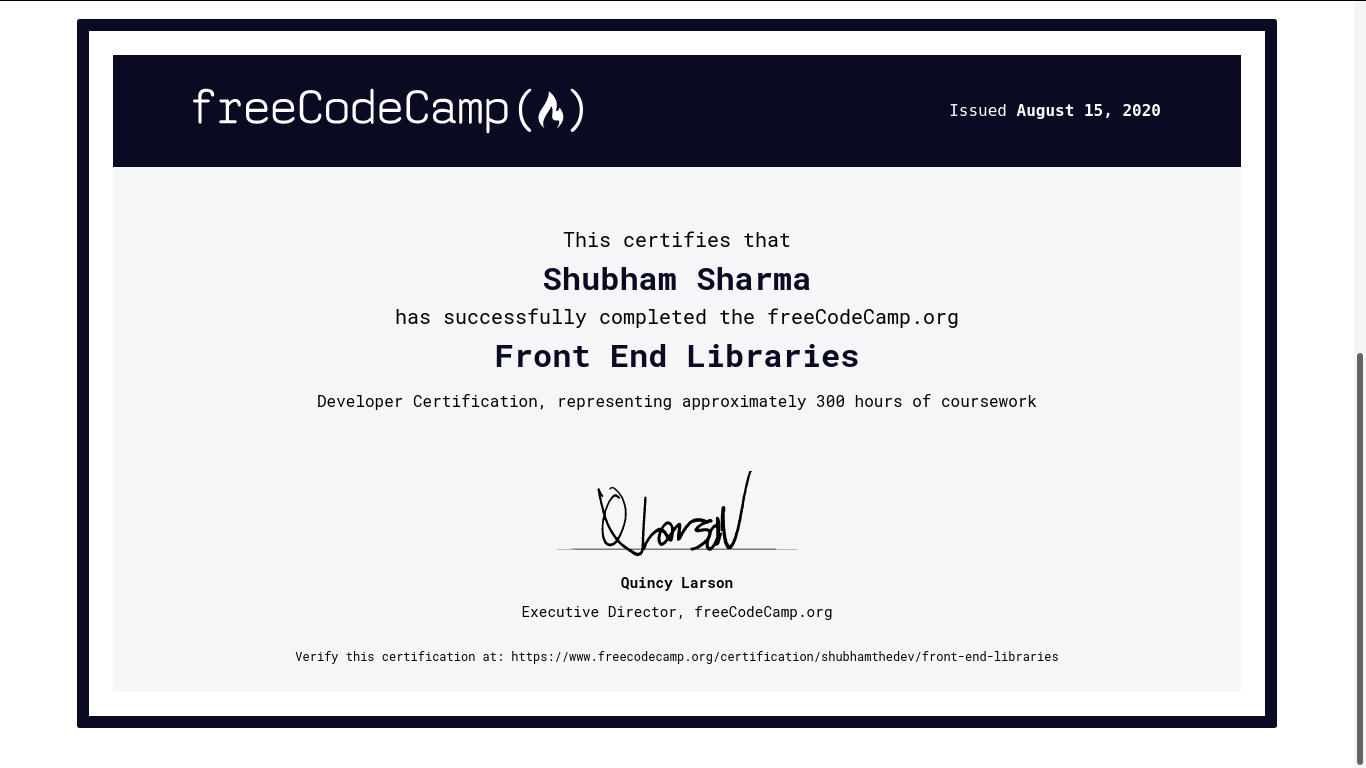 freeCodeCamp(🔥)
Issued August 15, 2020
This certifies that
Shubham Sharma
has successfully completed the freeCodeCamp.org
Front End Libraries
Developer Certification, representing approximately 300 hours of coursework
QLarson
Quincy Larson
Executive Director, freeCodeCamp.org
Verify this certification at: https://www.freecodecamp.org/certification/shubhamthedev/front-end-libraries